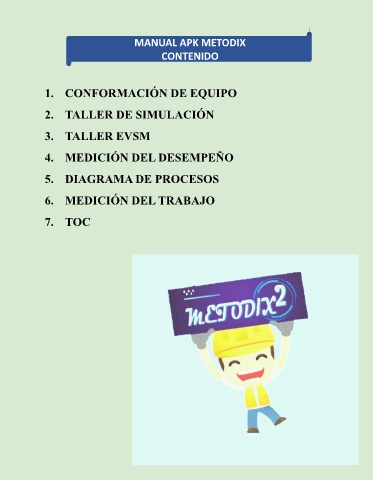 MANUAL APK METODIX
CONTENIDO
1. CONFORMACIÓN DE EQUIPO
2. TALLER DE SIMULACIÓN
3. TALLER EVSM
4. MEDICIÓN DEL DESEMPEÑO
5. DIAGRAMA DE PROCESOS
6. MEDICIÓN DEL TRABAJO
7. TOC
METODIX2